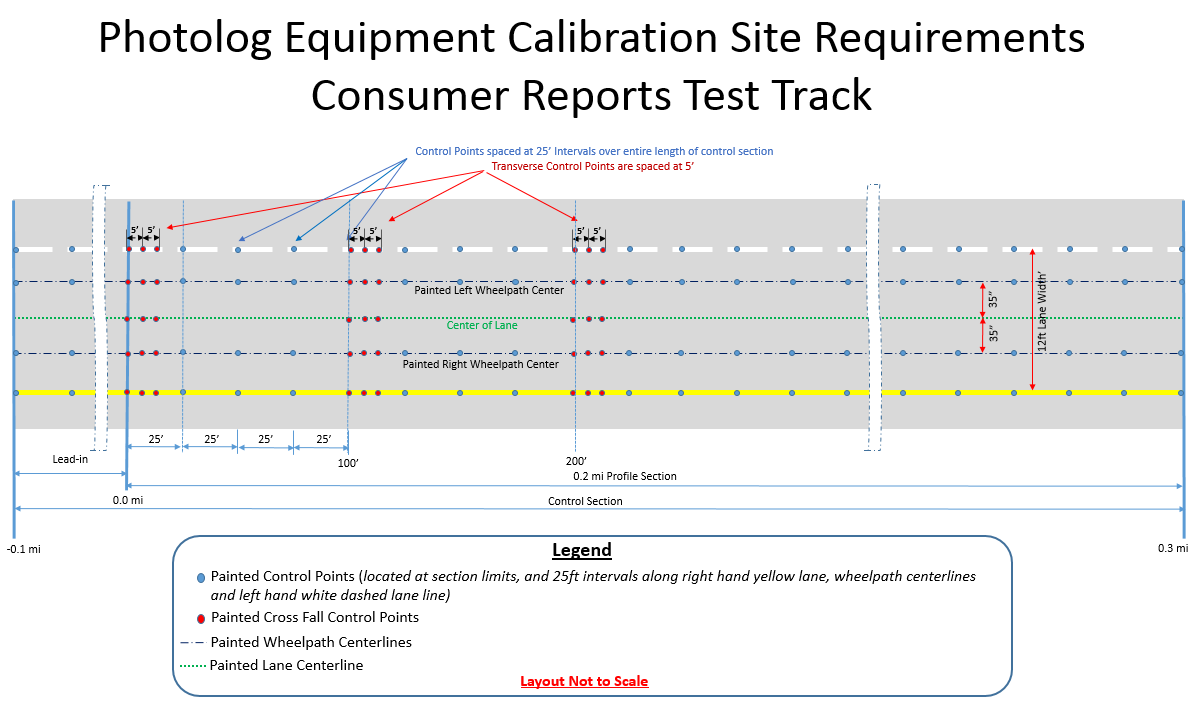 Photolog Equipment Calibration Site Requirements
Consumer Reports Test Track
Control Points spaced at 25’ Intervals over entire length of control section
Transverse Control Points are spaced at 5’
5’ 5’ 5’ 5’ 5’ 5’
Painted Left Wheelpath Center
35”
12ft Lane Width’
Center of Lane
35”
Painted Right Wheelpath Center
25’ 25’ 25’ 25’
Lead-in
100’ 200’
0.2 mi Profile Section
0.0 mi
Control Section
-0.1 mi
0.3 mi
Legend
Painted Control Points (located at section limits, and 25ft intervals along right hand yellow lane, wheelpath centerlines
and left hand white dashed lane line)
Painted Cross Fall Control Points
Painted Wheelpath Centerlines
Painted Lane Centerline
Layout Not to Scale